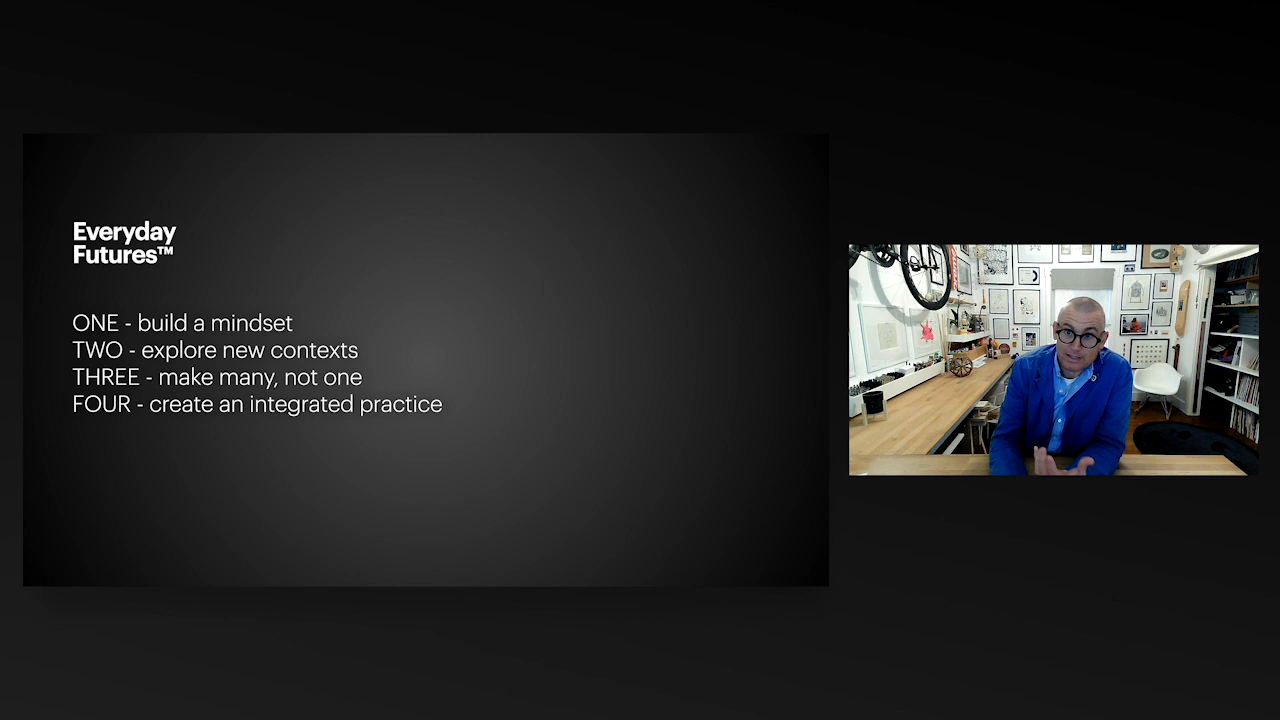 Everyday
Futures™
ONE - build a mindset
TWO - explore new contexts
THREE - make many, not one
FOUR - create an integrated practice